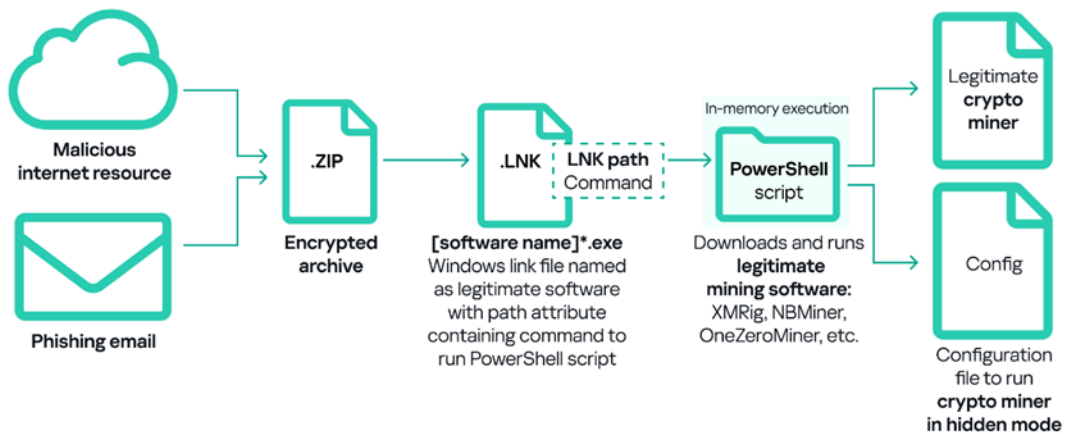 Malicious
internet resource
Phishing email
.ZIP
Encrypted
archive
.LNK
LNK path
Command
[software name]*.exe
Windows link file named
as legitimate software
with path attribute
containing command to
run PowerShell script
In-memory execution
PowerShell
script
Downloads and runs
legitimate
mining software:
XMRig, NBMiner,
OneZeroMiner, etc.
Legitimate
crypto
miner
Config
Configuration
file to run
crypto miner
in hidden mode